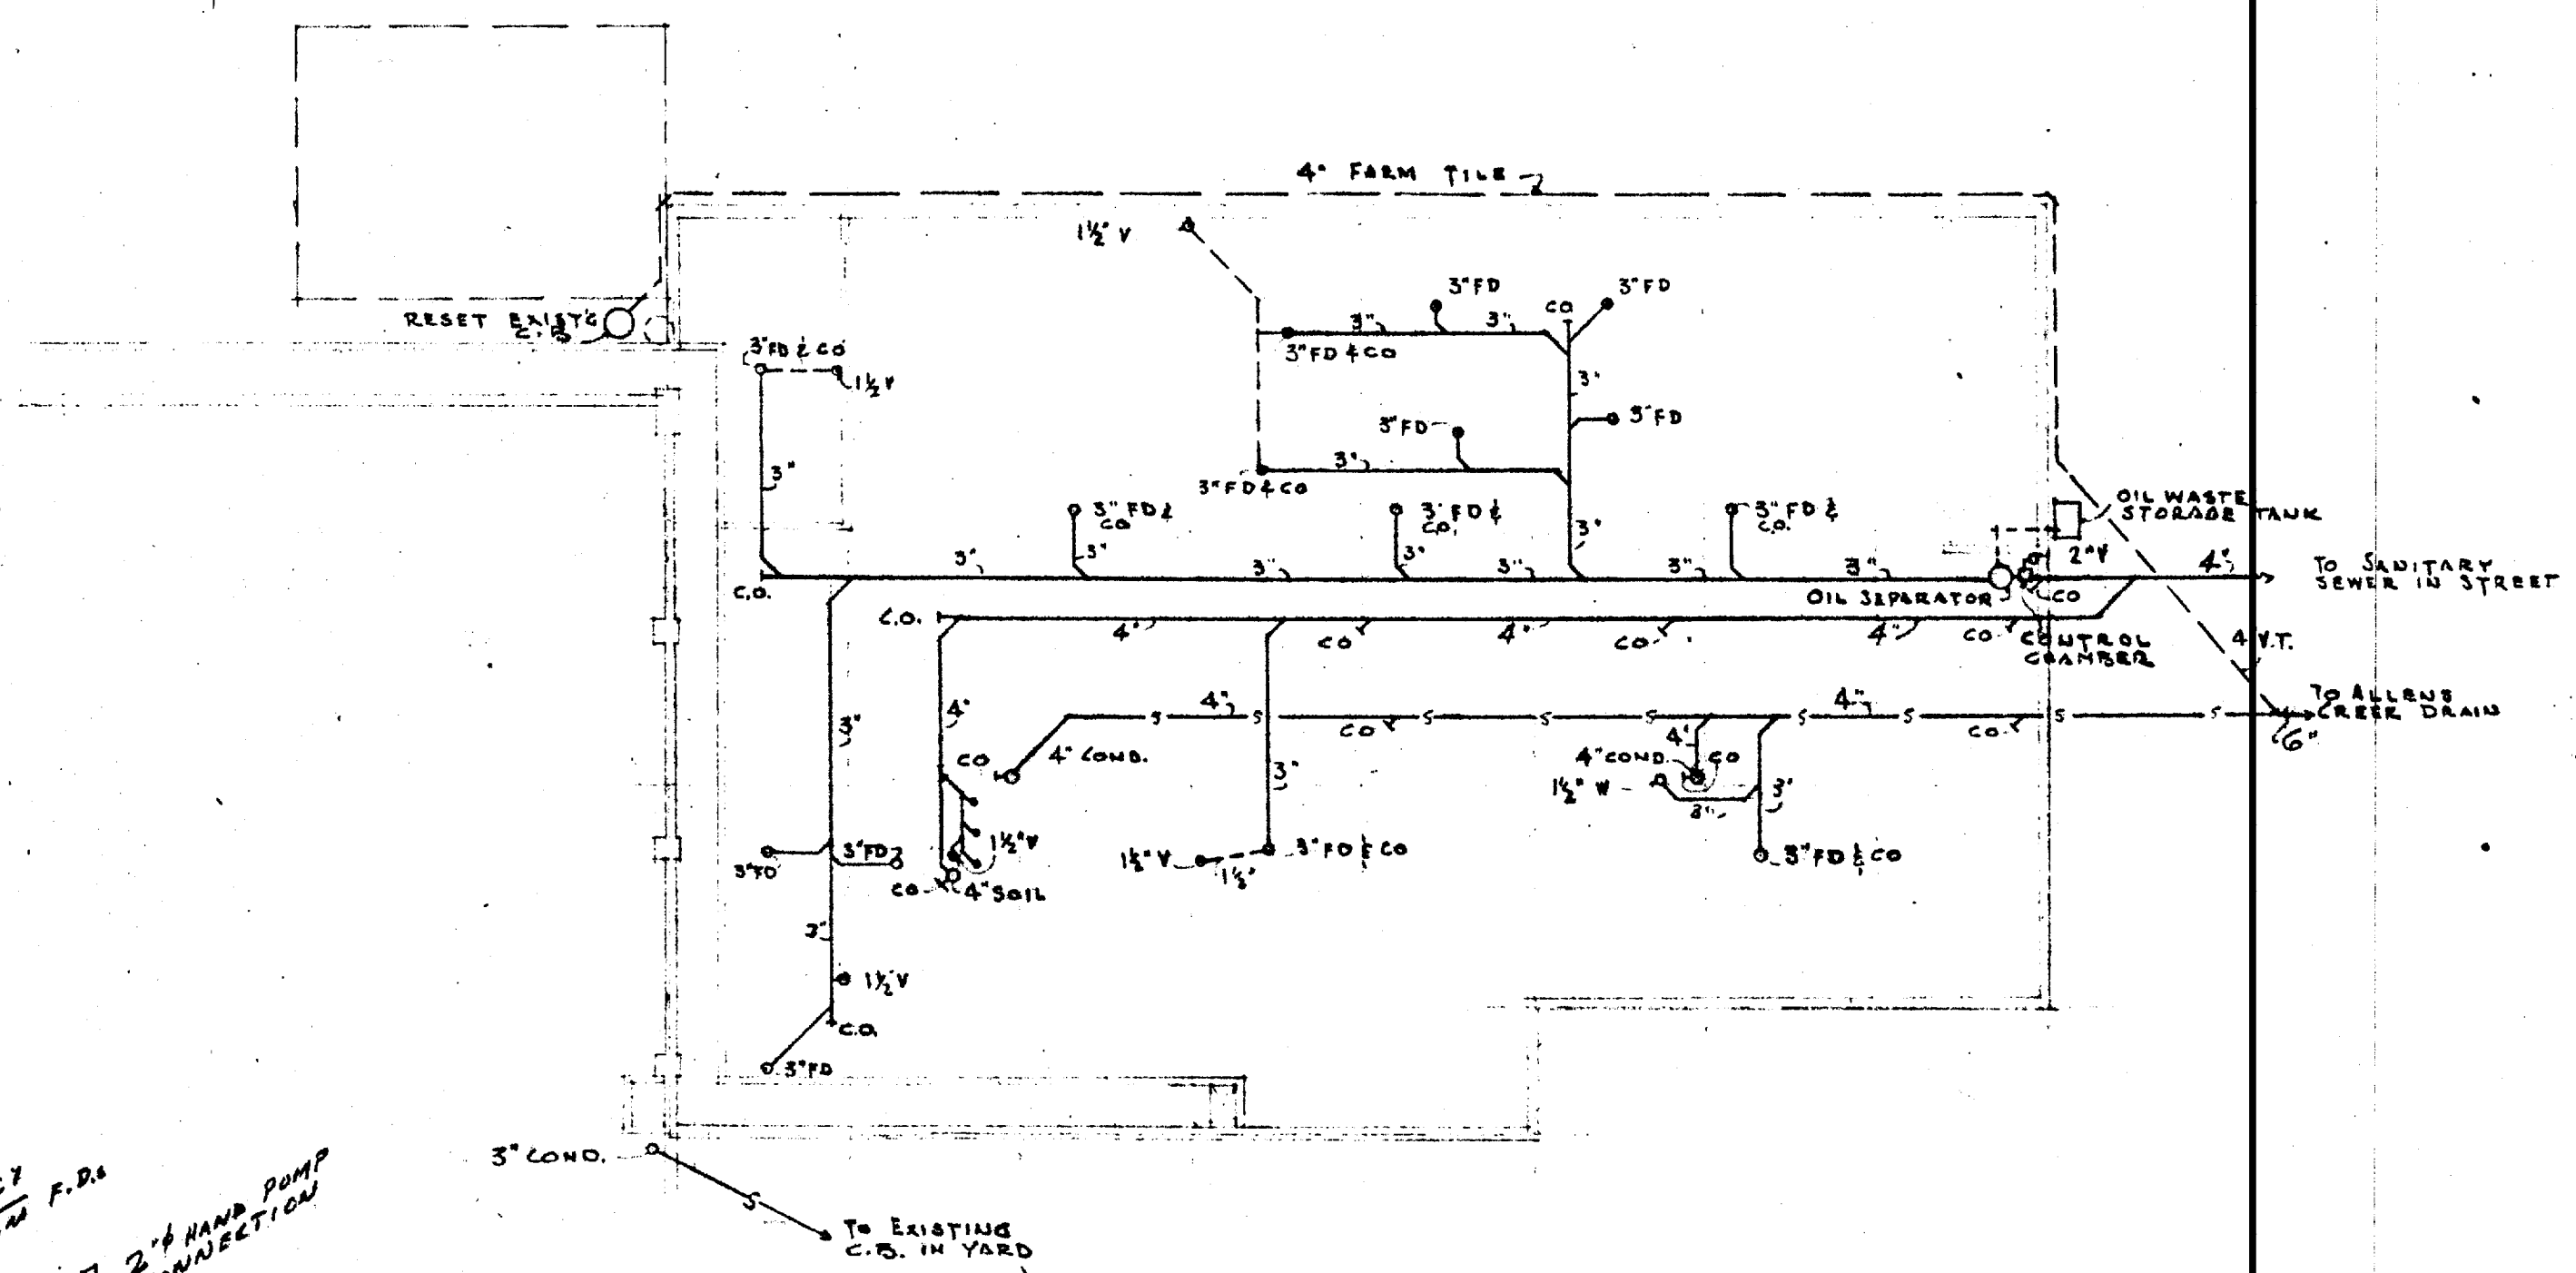 4" FARM TILE
1½" V
3"FD
CO
3"FD
RESET EXIST'G
C.B
3"
3"
3"FD & CO
3"FD & CO
1½ V
3"
3"FD
3"FD
3"
3"
3"FD & CO
3" FD &
CO
3" FD &
CO.
3" FD &
C.O.
OIL WASTE
STORAGE TANK
3"
3"
3"
2" V
3"
3"
3"
3"
3"
4"
TO SANITARY
SEWER IN STREET
C.O.
OIL SEPARATOR
CO
C.O.
4"
CO
4"
CO
4"
CO
CONTROL
CHAMBER
4 V.T.
3"
4"
4"
S
S
CO
S
S
S
S
4"
S
CO
S
S
TO ALLENS
CREEK DRAIN
6"
CO
4" COND.
3"
4"
4" COND.
CO
1½" W
3"
3"
3"FD
3"FD
1½" V
CO
4" SOIL
1½" V
1½"
3"FD & CO
3"FD & CO
3"
1½ V
C.O.
3"FD
3" COND.
S
TO EXISTING
C.B. IN YARD
F.D.s
2"φ HAND PUMP